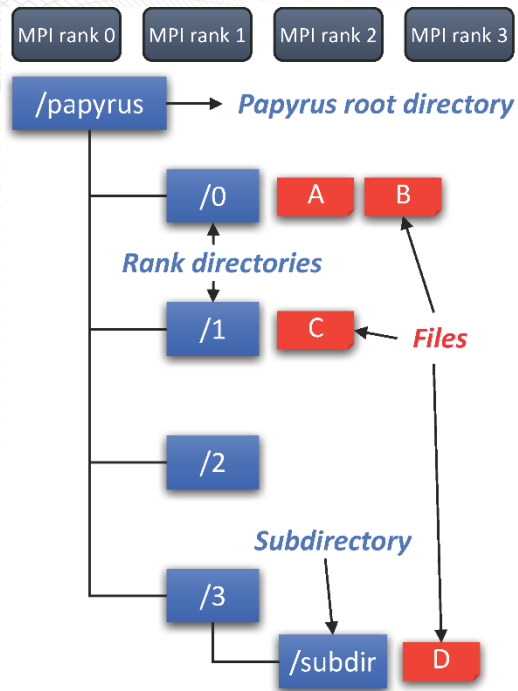 MPI rank 0 MPI rank 1 MPI rank 2 MPI rank 3
/papyrus Papyrus root directory
/0 A B
Rank directories
/1 C Files
/2
Subdirectory
/3
/subdir D